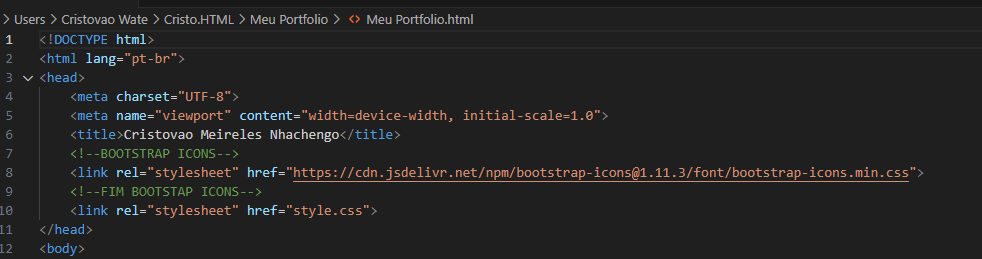 > Users > Cristovao Wate > Cristo.HTML > Meu Portfolio > <> Meu Portfolio.html
1 <!DOCTYPE html>
2 <html lang="pt-br">
3 <head>
4 <meta charset="UTF-8">
5 <meta name="viewport" content="width=device-width, initial-scale=1.0">
6 <title>Cristovao Meireles Nhachengo</title>
7 <!--BOOTSTRAP ICONS-->
8 <link rel="stylesheet" href="https://cdn.jsdelivr.net/npm/bootstrap-icons@1.11.3/font/bootstrap-icons.min.css">
9 <!--FIM BOOTSTAP ICONS-->
10 <link rel="stylesheet" href="style.css">
11 </head>
12 <body>